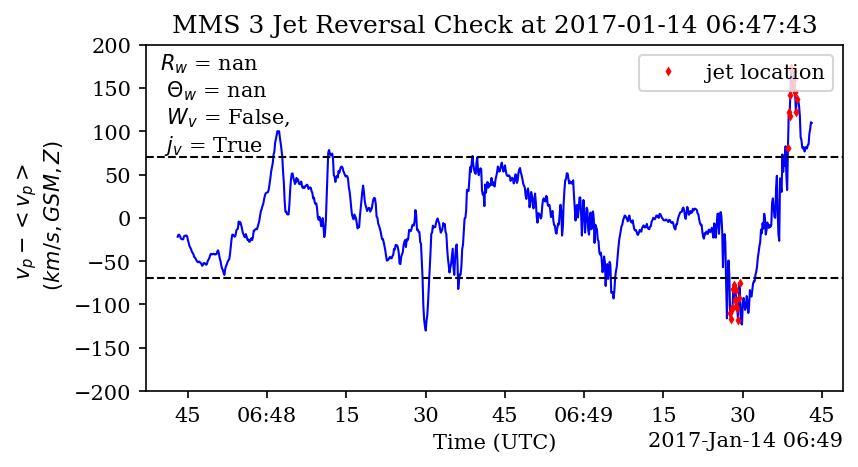 MMS 3 Jet Reversal Check at 2017-01-14 06:47:43
R_w = nan
Θ_w = nan
W_v = False,
j_v = True
jet location
200
150
100
50
0
−50
−100
−150
−200
v_p − < v_p >
(km/s, GSM, Z)
45 06:48 15 30 45 06:49 15 30 45
Time (UTC)
2017-Jan-14 06:49